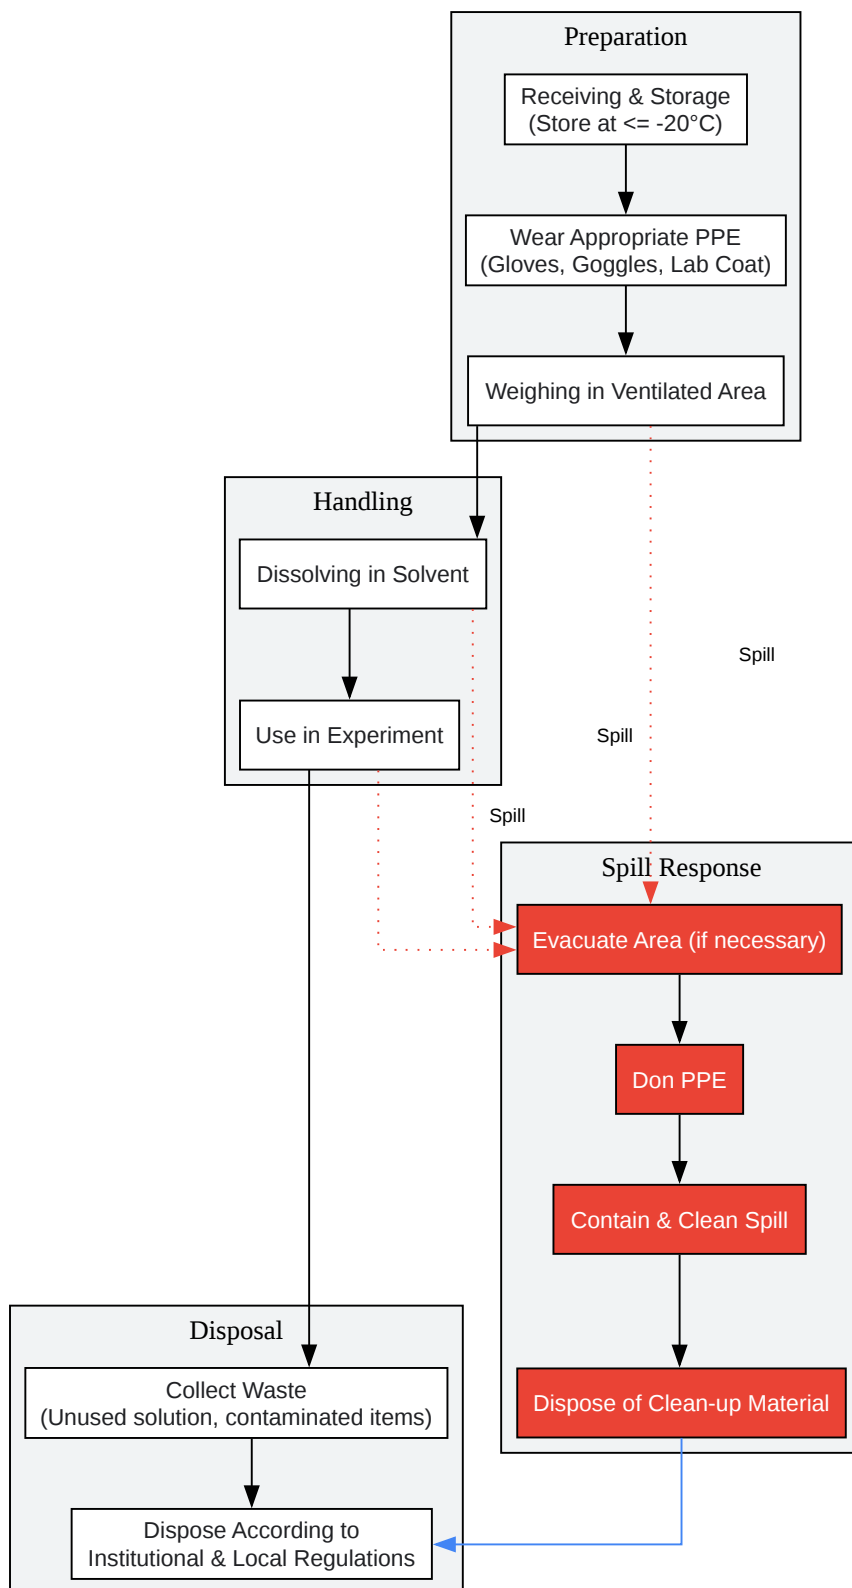 Preparation
Receiving & Storage
(Store at <= -20°C)
Wear Appropriate PPE
(Gloves, Goggles, Lab Coat)
Weighing in Ventilated Area
Handling
Dissolving in Solvent
Spill
Use in Experiment
Spill
Spill
Spill Response
Evacuate Area (if necessary)
Don PPE
Contain & Clean Spill
Disposal
Collect Waste
(Unused solution, contaminated items)
Dispose of Clean-up Material
Dispose According to
Institutional & Local Regulations